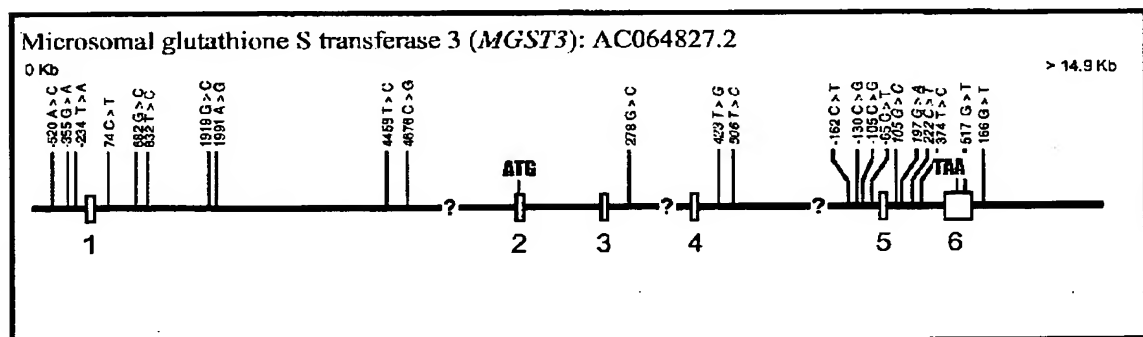 Microsomal glutathione S transferase 3 (MGST3): AC064827.2
0 Kb
> 14.9 Kb
-520 A > C
-355 G > A
-234 T > A
74 C > T
682 G > C
832 T > C
1918 G > C
1991 A > G
4459 T > C
4676 C > G
278 G > C
423 T > G
506 T > C
-162 C > T
-130 C > G
-105 C > G
-65 C > T
105 G > C
197 G > A
222 C > T
-374 T > C
517 G > T
166 G > T
ATG
TAA
? ? ?
1 2 3 4 5 6